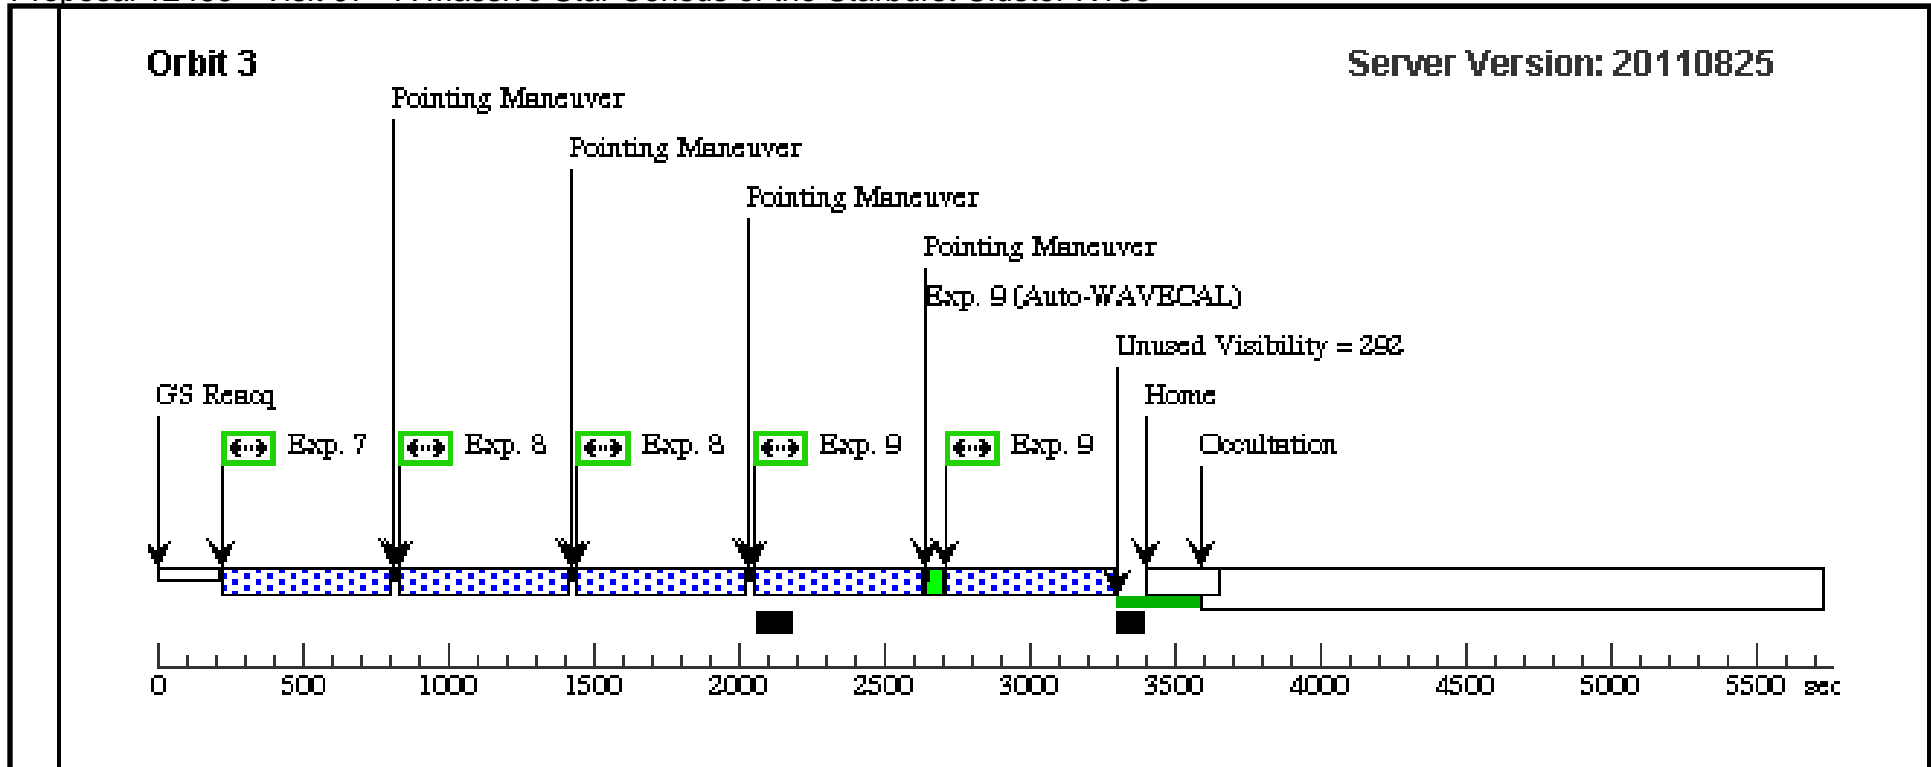 Orbit 3
Server Version: 20110825
Pointing Maneuver
Pointing Maneuver
Pointing Maneuver
Pointing Maneuver
Exp. 9 (Auto-WAVECAL)
Unused Visibility = 292
GS Reacq
Home
Exp. 7
Exp. 8
Exp. 8
Exp. 9
Exp. 9
Occultation
0 500 1000 1500 2000 2500 3000 3500 4000 4500 5000 5500 sec